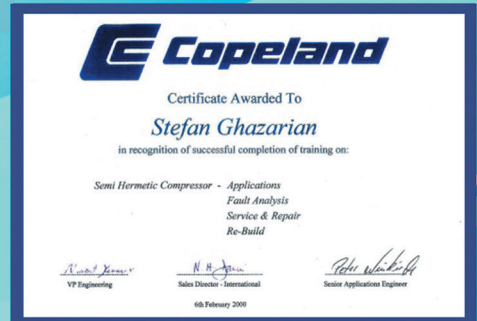 Copeland
Certificate Awarded To
Stefan Ghazarian
in recognition of successful completion of training on:
Semi Hermetic Compressor - Applications
Fault Analysis
Service & Repair
Re-Build
VP Engineering
Sales Director - International
Senior Applications Engineer
6th February 2000